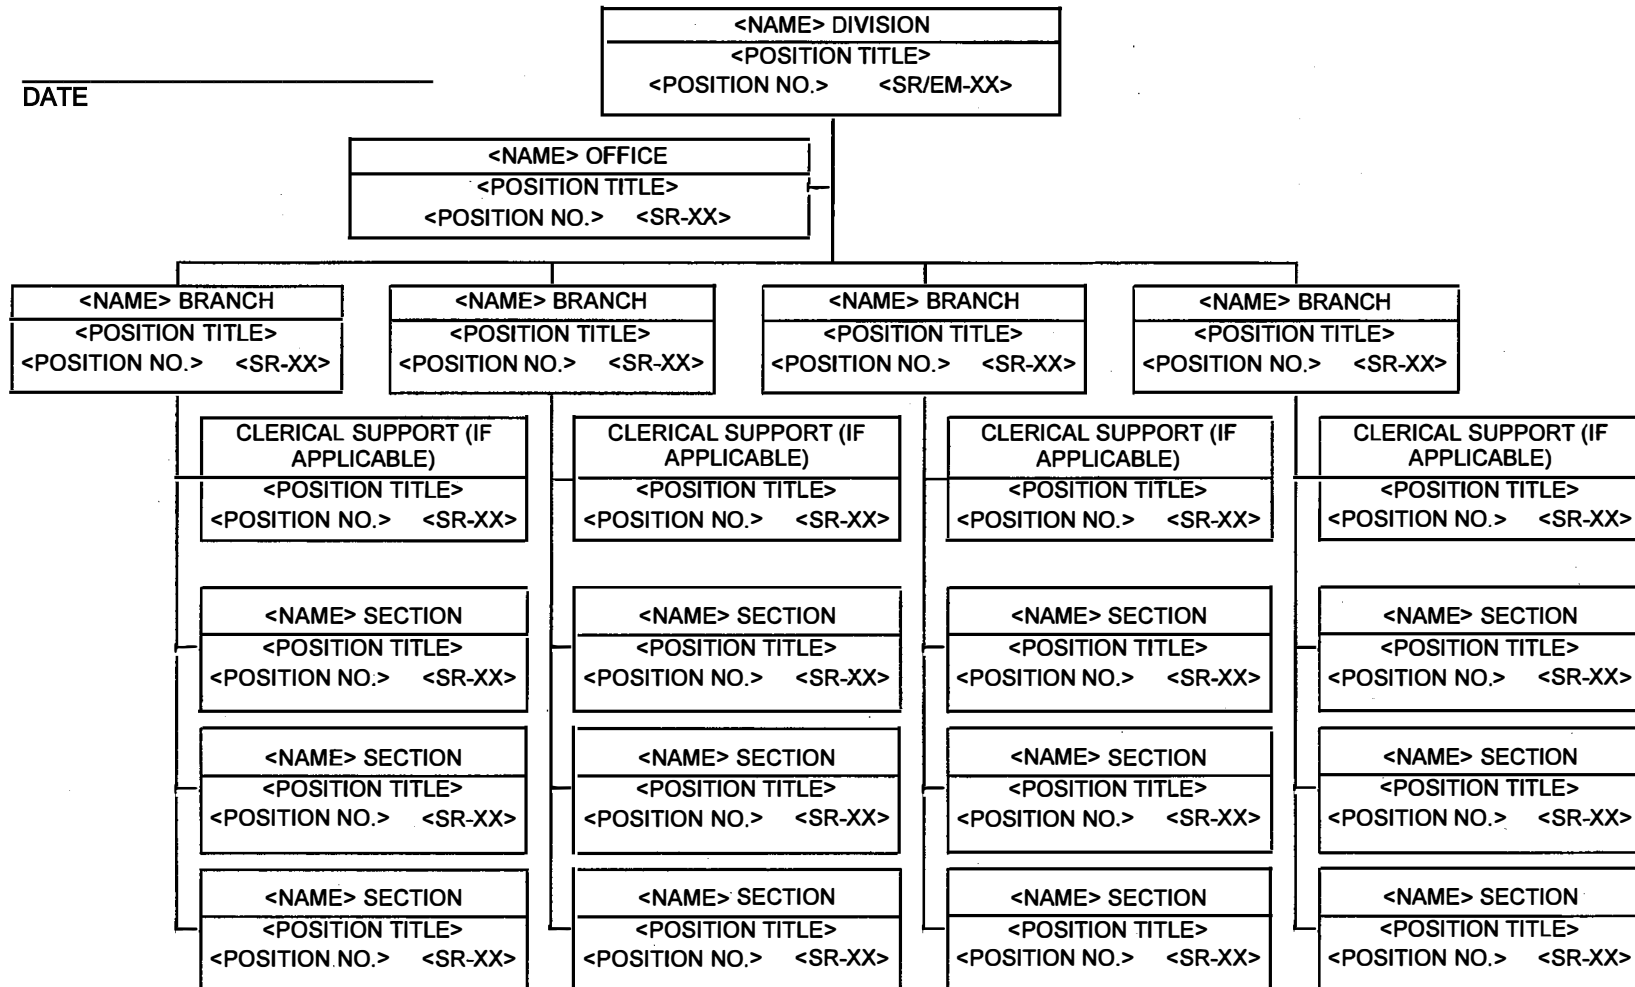 <NAME> DIVISION
<POSITION TITLE>
<POSITION NO.> <SR/EM-XX>
DATE
<NAME> OFFICE
<POSITION TITLE>
<POSITION NO.> <SR-XX>
<NAME> BRANCH
<POSITION TITLE>
<POSITION NO.> <SR-XX>
<NAME> BRANCH
<POSITION TITLE>
<POSITION NO.> <SR-XX>
<NAME> BRANCH
<POSITION TITLE>
<POSITION NO.> <SR-XX>
<NAME> BRANCH
<POSITION TITLE>
<POSITION NO.> <SR-XX>
CLERICAL SUPPORT (IF
APPLICABLE)
<POSITION TITLE>
<POSITION NO.> <SR-XX>
CLERICAL SUPPORT (IF
APPLICABLE)
<POSITION TITLE>
<POSITION NO.> <SR-XX>
CLERICAL SUPPORT (IF
APPLICABLE)
<POSITION TITLE>
<POSITION NO.> <SR-XX>
CLERICAL SUPPORT (IF
APPLICABLE)
<POSITION TITLE>
<POSITION NO.> <SR-XX>
<NAME> SECTION
<POSITION TITLE>
<POSITION NO.> <SR-XX>
<NAME> SECTION
<POSITION TITLE>
<POSITION NO.> <SR-XX>
<NAME> SECTION
<POSITION TITLE>
<POSITION NO.> <SR-XX>
<NAME> SECTION
<POSITION TITLE>
<POSITION NO.> <SR-XX>
<NAME> SECTION
<POSITION TITLE>
<POSITION NO.> <SR-XX>
<NAME> SECTION
<POSITION TITLE>
<POSITION NO.> <SR-XX>
<NAME> SECTION
<POSITION TITLE>
<POSITION NO.> <SR-XX>
<NAME> SECTION
<POSITION TITLE>
<POSITION NO.> <SR-XX>
<NAME> SECTION
<POSITION TITLE>
<POSITION NO.> <SR-XX>
<NAME> SECTION
<POSITION TITLE>
<POSITION NO.> <SR-XX>
<NAME> SECTION
<POSITION TITLE>
<POSITION NO.> <SR-XX>
<NAME> SECTION
<POSITION TITLE>
<POSITION NO.> <SR-XX>